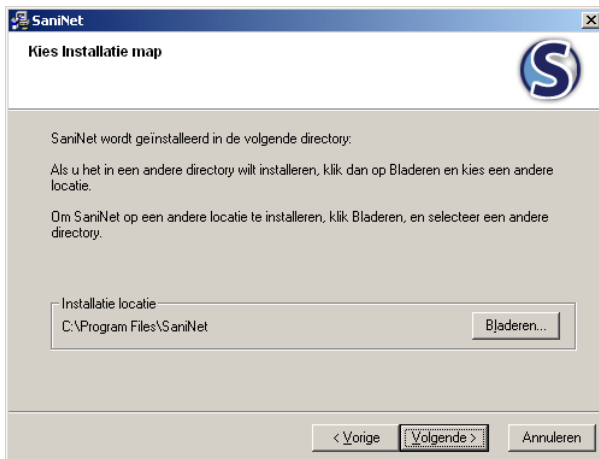 SaniNet
Kies Installatie map
S
SaniNet wordt geïnstalleerd in de volgende directory:
Als u het in een andere directory wilt installeren, klik dan op Bladeren en kies een andere
locatie.
Om SaniNet op een andere locatie te installeren, klik Bladeren, en selecteer een andere
directory.
Installatie locatie
C:\Program Files\SaniNet
Bladeren...
< Vorige
Volgende >
Annuleren